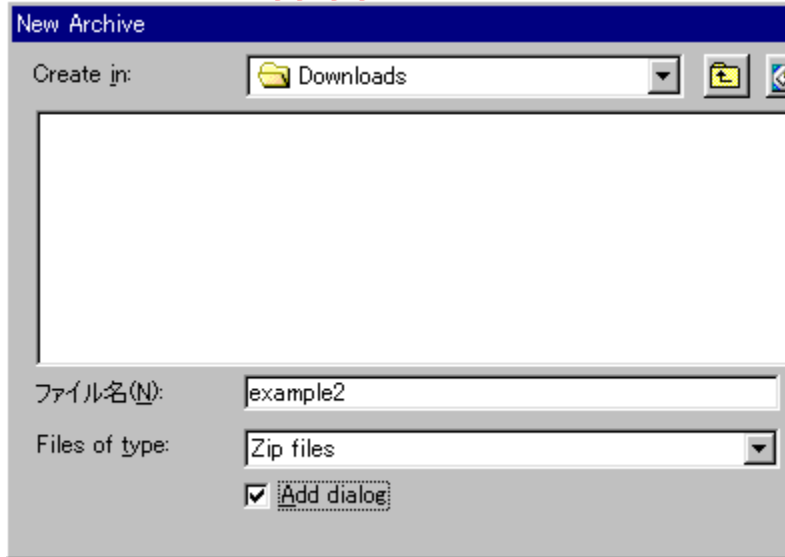 New Archive
Create in: Downloads
ファイル名(N): example2
Files of type: Zip files
Add dialog